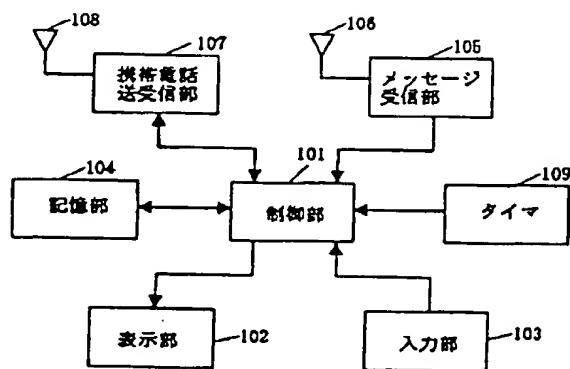 108
107
携帯電話
送受信部
106
105
メッセージ
受信部
104
記憶部
101
制御部
109
タイマ
表示部
102
入力部
103